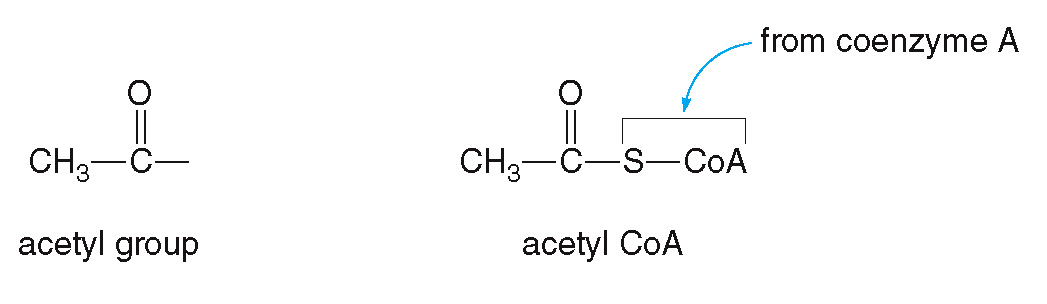 from coenzyme A
O
CH3—C—
O
CH3—C—S—CoA
acetyl group
acetyl CoA